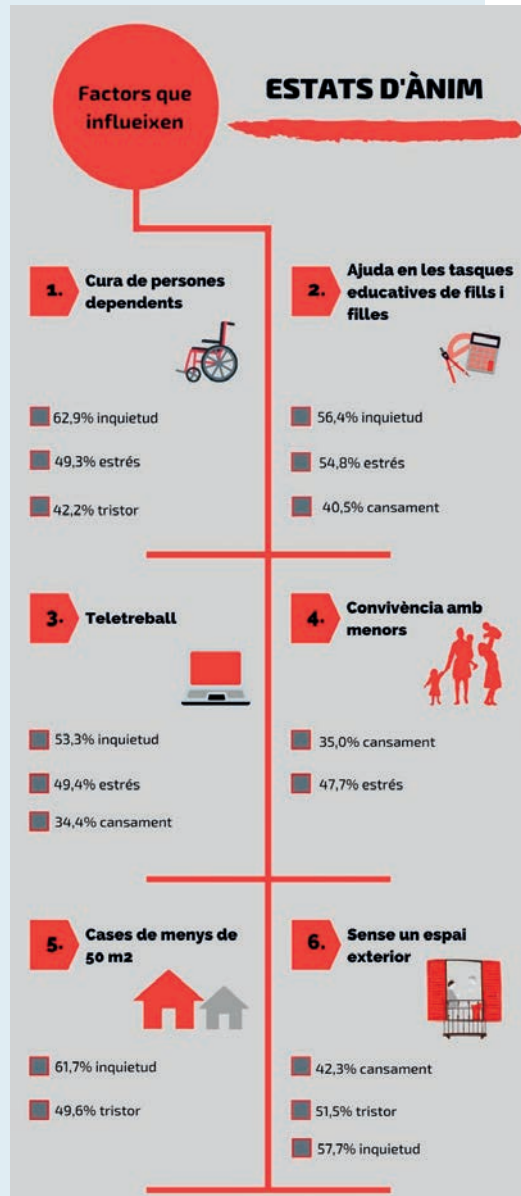 Factors que
influeixen
ESTATS D'ÀNIM
1.
Cura de persones
dependents
62,9% inquietud
49,3% estrés
42,2% tristor
2.
Ajuda en les tasques
educatives de fills i
filles
56,4% inquietud
54,8% estrés
40,5% cansament
3.
Teletreball
53,3% inquietud
49,4% estrés
34,4% cansament
4.
Convivència amb
menors
35,0% cansament
47,7% estrés
5.
Cases de menys de
50 m2
61,7% inquietud
49,6% tristor
6.
Sense un espai
exterior
42,3% cansament
51,5% tristor
57,7% inquietud